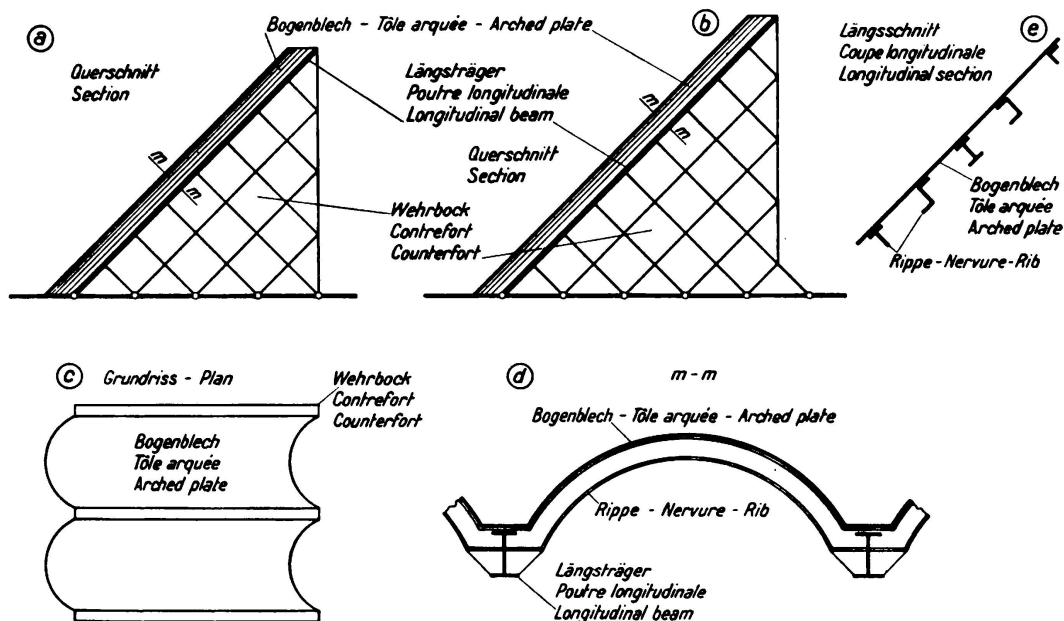 a
Bogenblech - Tôle arquée - Arched plate
Querschnitt
Section
Längsträger
Poutre longitudinale
Longitudinal beam
m
m
Wehrbock
Contrefort
Counterfort
b
m
m
Querschnitt
Section
e
Längsschnitt
Coupe longitudinale
Longitudinal section
Bogenblech
Tôle arquée
Arched plate
Rippe - Nervure - Rib
c
Grundriss - Plan
Wehrbock
Contrefort
Counterfort
Bogenblech
Tôle arquée
Arched plate
d
m - m
Bogenblech - Tôle arquée - Arched plate
Rippe - Nervure - Rib
Längsträger
Poutre longitudinale
Longitudinal beam